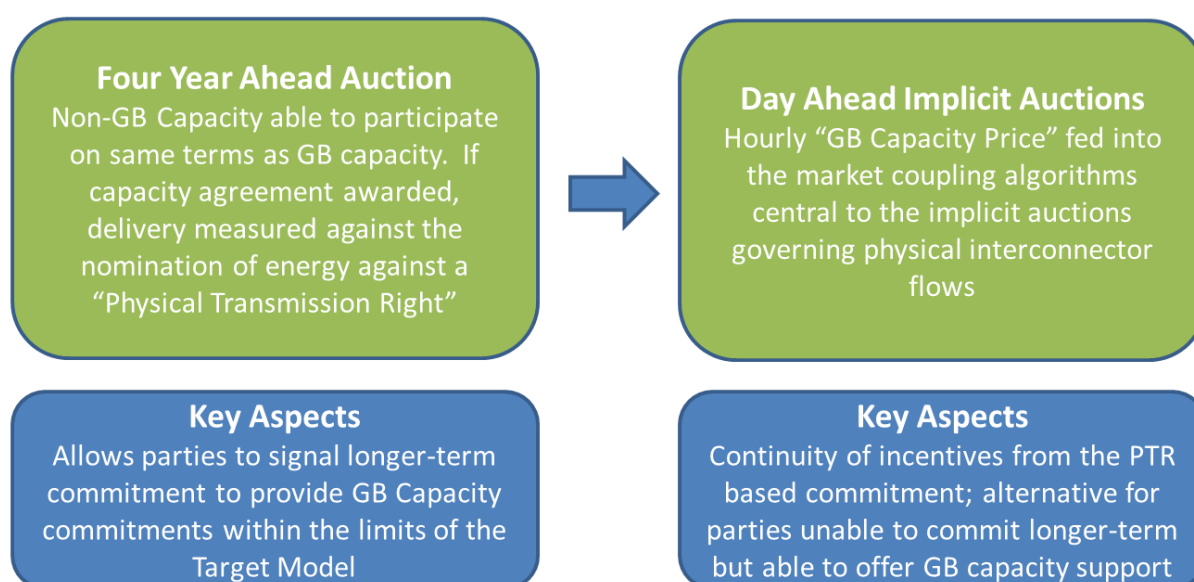 Four Year Ahead Auction
Non-GB Capacity able to participate
on same terms as GB capacity.  If
capacity agreement awarded,
delivery measured against the
nomination of energy against a
“Physical Transmission Right”
Day Ahead Implicit Auctions
Hourly “GB Capacity Price” fed into
the market coupling algorithms
central to the implicit auctions
governing physical interconnector
flows
Key Aspects
Allows parties to signal longer-term
commitment to provide GB Capacity
commitments within the limits of the
Target Model
Key Aspects
Continuity of incentives from the PTR
based commitment; alternative for
parties unable to commit longer-term
but able to offer GB capacity support